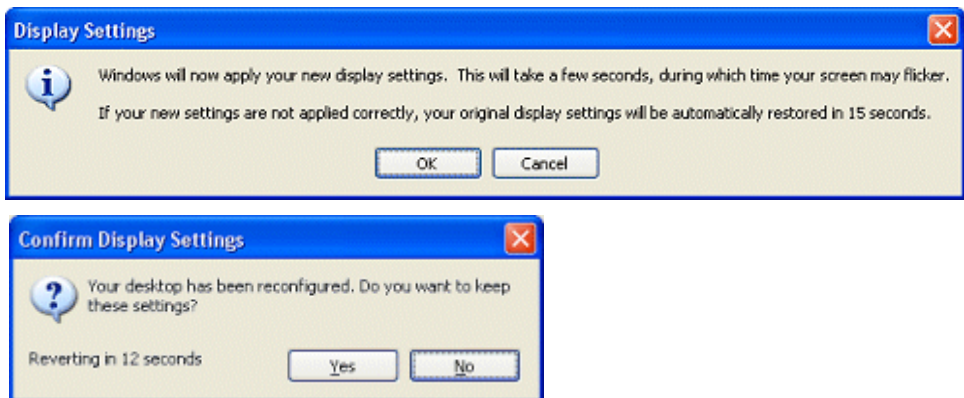 Display Settings
Windows will now apply your new display settings. This will take a few seconds, during which time your screen may flicker.
If your new settings are not applied correctly, your original display settings will be automatically restored in 15 seconds.
OK Cancel
Confirm Display Settings
Your desktop has been reconfigured. Do you want to keep
these settings?
Reverting in 12 seconds Yes No